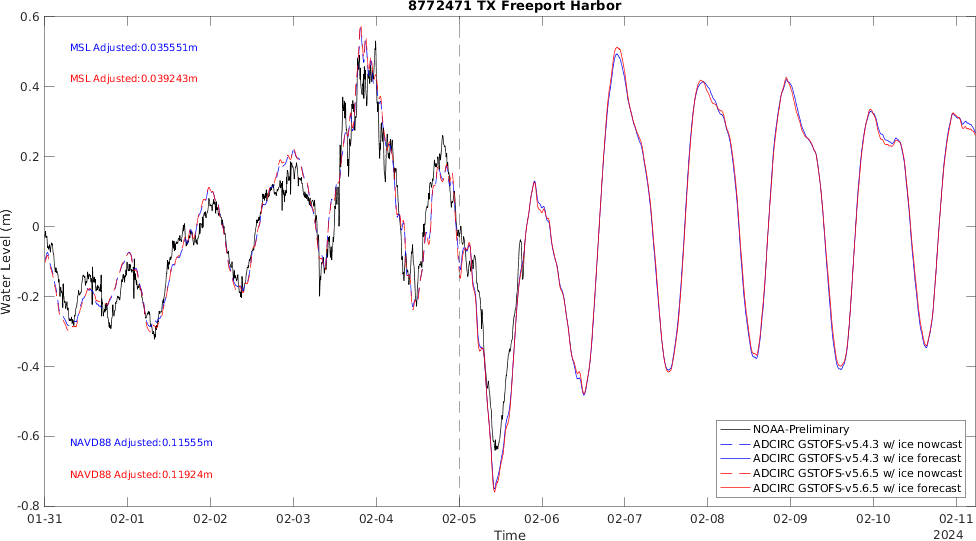 8772471 TX Freeport Harbor
0.6
MSL Adjusted:0.035551m
MSL Adjusted:0.039243m
0.4
0.2
0
-0.2
-0.4
-0.6
-0.8
Water Level (m)
NAVD88 Adjusted:0.11555m
NAVD88 Adjusted:0.11924m
NOAA-Preliminary
ADCIRC GSTOFS-v5.4.3 w/ ice nowcast
ADCIRC GSTOFS-v5.4.3 w/ ice forecast
ADCIRC GSTOFS-v5.6.5 w/ ice nowcast
ADCIRC GSTOFS-v5.6.5 w/ ice forecast
01-31 02-01 02-02 02-03 02-04 02-05 02-06 02-07 02-08 02-09 02-10 02-11
Time
2024